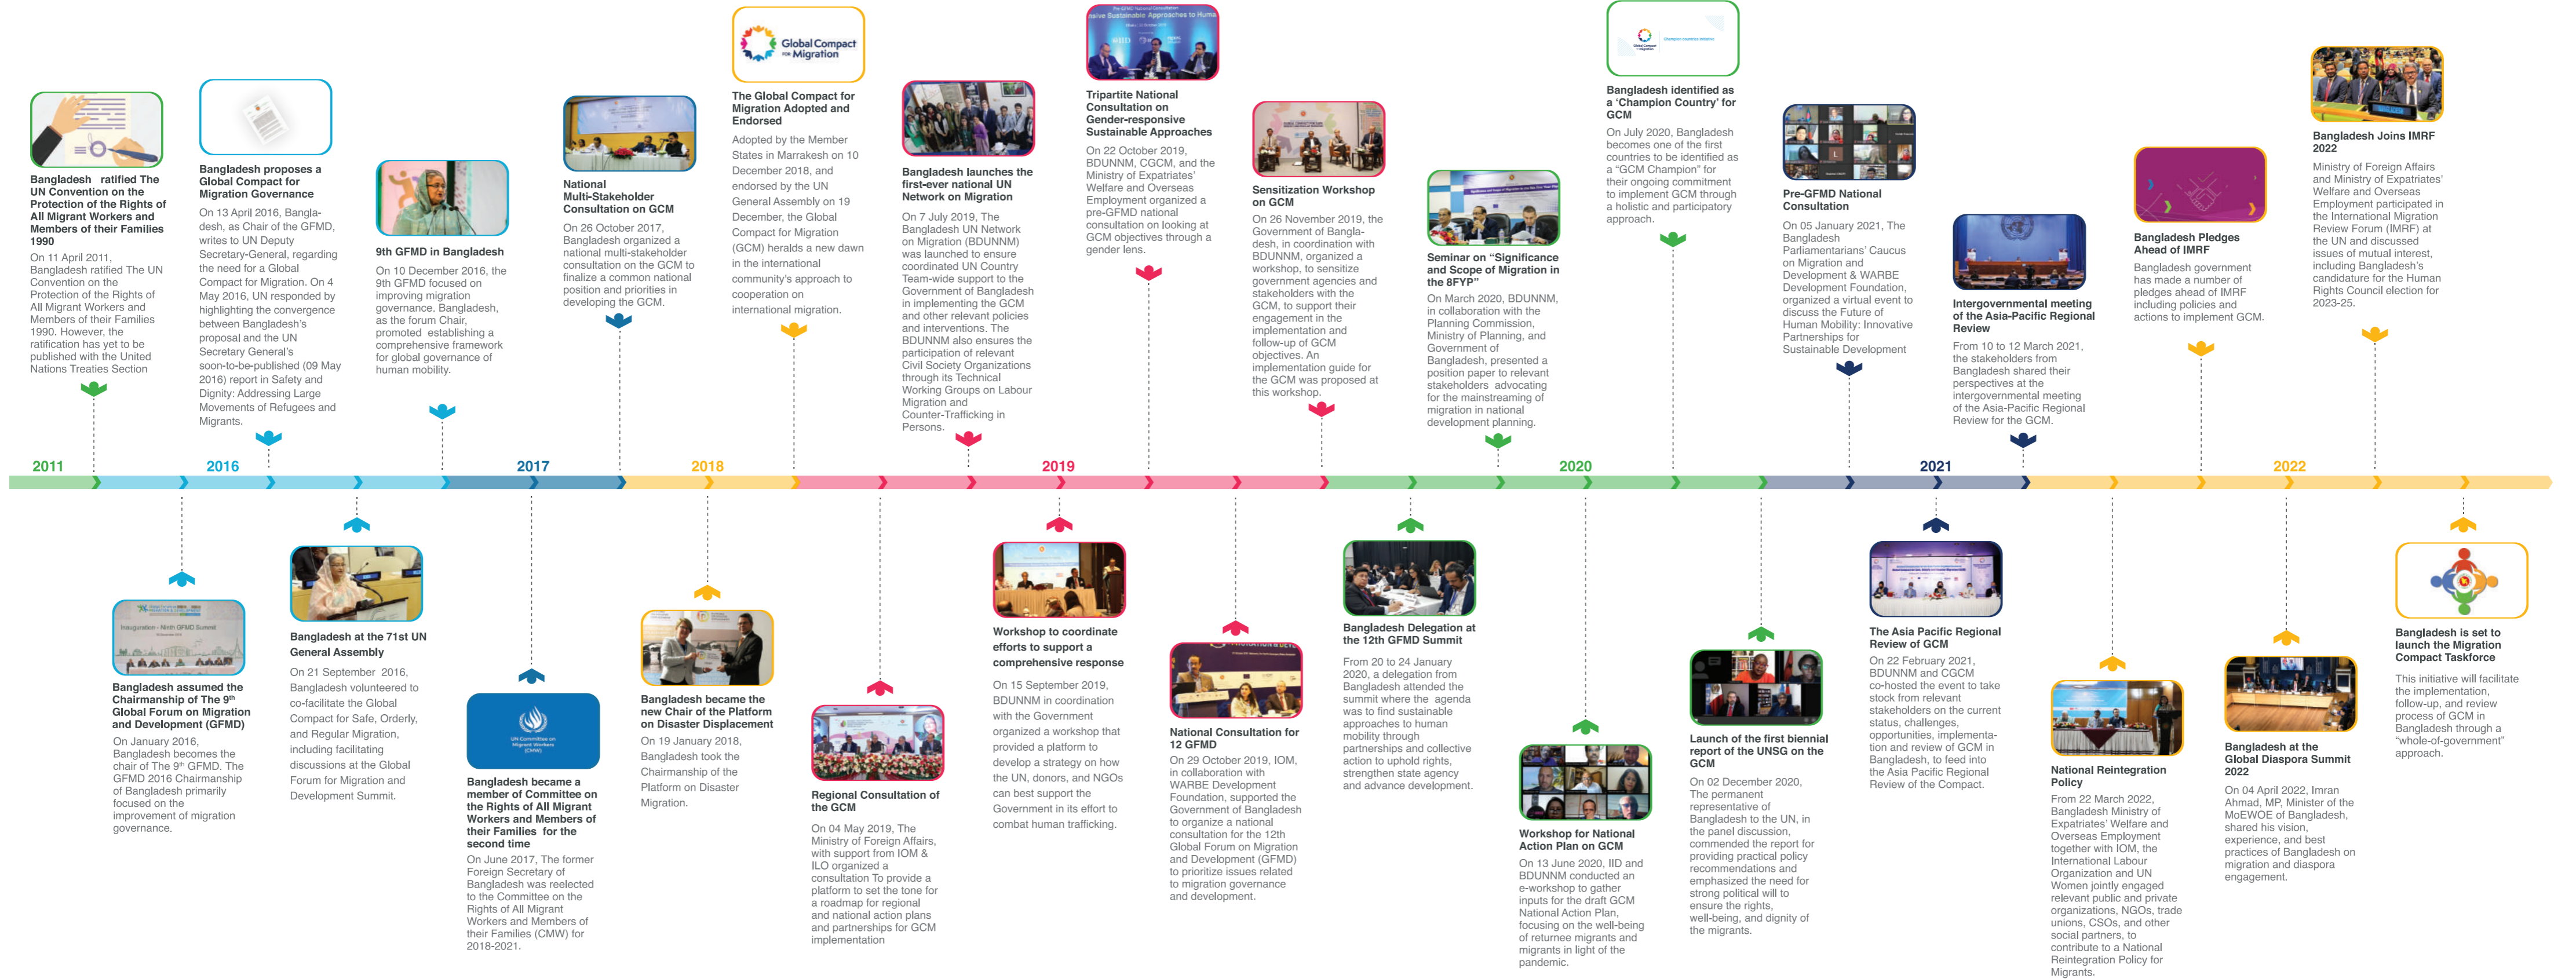 Bangladesh ratified The
UN Convention on the
Protection of the Rights of
All Migrant Workers and
Members of their Families
1990
On 11 April 2011,
Bangladesh ratified The UN
Convention on the
Protection of the Rights of
All Migrant Workers and
Members of their Families
1990. However, the
ratification has yet to be
published with the United
Nations Treaties Section
Bangladesh proposes a
Global Compact for
Migration Governance
On 13 April 2016, Bangla-
desh, as Chair of the GFMD,
writes to UN Deputy
Secretary-General, regarding
the need for a Global
Compact for Migration. On 4
May 2016, UN responded by
highlighting the convergence
between Bangladesh's
proposal and the UN
Secretary General's
soon-to-be-published (09 May
2016) report in Safety and
Dignity: Addressing Large
Movements of Refugees and
Migrants.
9th GFMD in Bangladesh
On 10 December 2016, the
9th GFMD focused on
improving migration
governance. Bangladesh,
as the forum Chair,
promoted establishing a
comprehensive framework
for global governance of
human mobility.
National
Multi-Stakeholder
Consultation on GCM
On 26 October 2017,
Bangladesh organized a
national multi-stakeholder
consultation on the GCM to
finalize a common national
position and priorities in
developing the GCM.
Global Compact
FOR Migration
The Global Compact for
Migration Adopted and
Endorsed
Adopted by the Member
States in Marrakesh on 10
December 2018, and
endorsed by the UN
General Assembly on 19
December, the Global
Compact for Migration
(GCM) heralds a new dawn
in the international
community's approach to
cooperation on
international migration.
Bangladesh launches the
first-ever national UN
Network on Migration
On 7 July 2019, The
Bangladesh UN Network
on Migration (BDUNNM)
was launched to ensure
coordinated UN Country
Team-wide support to the
Government of Bangladesh
in implementing the GCM
and other relevant policies
and interventions. The
BDUNNM also ensures the
participation of relevant
Civil Society Organizations
through its Technical
Working Groups on Labour
Migration and
Counter-Trafficking in
Persons.
Pre-GFMD National Consultation
sive Sustainable Approaches to Huma
Tripartite National
Consultation on
Gender-responsive
Sustainable Approaches
On 22 October 2019,
BDUNNM, CGCM, and the
Ministry of Expatriates'
Welfare and Overseas
Employment organized a
pre-GFMD national
consultation on looking at
GCM objectives through a
gender lens.
Sensitization Workshop
on GCM
On 26 November 2019, the
Government of Bangla-
desh, in coordination with
BDUNNM, organized a
workshop, to sensitize
government agencies and
stakeholders with the
GCM, to support their
engagement in the
implementation and
follow-up of GCM
objectives. An
implementation guide for
the GCM was proposed at
this workshop.
Seminar on "Significance
and Scope of Migration in
the 8FYP"
On March 2020, BDUNNM,
in collaboration with the
Planning Commission,
Ministry of Planning, and
Government of
Bangladesh, presented a
position paper to relevant
stakeholders advocating
for the mainstreaming of
migration in national
development planning.
Champion countries initiative
Bangladesh identified as
a 'Champion Country' for
GCM
On July 2020, Bangladesh
becomes one of the first
countries to be identified as
a "GCM Champion" for
their ongoing commitment
to implement GCM through
a holistic and participatory
approach.
Pre-GFMD National
Consultation
On 05 January 2021, The
Bangladesh
Parliamentarians' Caucus
on Migration and
Development & WARBE
Development Foundation,
organized a virtual event to
discuss the Future of
Human Mobility: Innovative
Partnerships for
Sustainable Development
Intergovernmental meeting
of the Asia-Pacific Regional
Review
From 10 to 12 March 2021,
the stakeholders from
Bangladesh shared their
perspectives at the
intergovernmental meeting
of the Asia-Pacific Regional
Review for the GCM.
Bangladesh Pledges
Ahead of IMRF
Bangladesh government
has made a number of
pledges ahead of IMRF
including policies and
actions to implement GCM.
Bangladesh Joins IMRF
2022
Ministry of Foreign Affairs
and Ministry of Expatriates'
Welfare and Overseas
Employment participated in
the International Migration
Review Forum (IMRF) at
the UN and discussed
issues of mutual interest,
including Bangladesh's
candidature for the Human
Rights Council election for
2023-25.
2011
2016
2017
2018
2019
2020
2021
2022
Inauguration - Ninth GFMD Summit
Bangladesh assumed the
Chairmanship of The 9th
Global Forum on Migration
and Development (GFMD)
On January 2016,
Bangladesh becomes the
chair of The 9th GFMD. The
GFMD 2016 Chairmanship
of Bangladesh primarily
focused on the
improvement of migration
governance.
Bangladesh at the 71st UN
General Assembly
On 21 September 2016,
Bangladesh volunteered to
co-facilitate the Global
Compact for Safe, Orderly,
and Regular Migration,
including facilitating
discussions at the Global
Forum for Migration and
Development Summit.
UN Committee on
Migrant Workers
(CMW)
Bangladesh became a
member of Committee on
the Rights of All Migrant
Workers and Members of
their Families for the
second time
On June 2017, The former
Foreign Secretary of
Bangladesh was reelected
to the Committee on the
Rights of All Migrant
Workers and Members of
their Families (CMW) for
2018-2021.
Bangladesh became the
new Chair of the Platform
on Disaster Displacement
On 19 January 2018,
Bangladesh took the
Chairmanship of the
Platform on Disaster
Migration.
Regional Consultation of
the GCM
On 04 May 2019, The
Ministry of Foreign Affairs,
with support from IOM &
ILO organized a
consultation To provide a
platform to set the tone for
a roadmap for regional
and national action plans
and partnerships for GCM
implementation
Workshop to coordinate
efforts to support a
comprehensive response
On 15 September 2019,
BDUNNM in coordination
with the Government
organized a workshop that
provided a platform to
develop a strategy on how
the UN, donors, and NGOs
can best support the
Government in its effort to
combat human trafficking.
National Consultation for
12 GFMD
On 29 October 2019, IOM,
in collaboration with
WARBE Development
Foundation, supported the
Government of Bangladesh
to organize a national
consultation for the 12th
Global Forum on Migration
and Development (GFMD)
to prioritize issues related
to migration governance
and development.
Bangladesh Delegation at
the 12th GFMD Summit
From 20 to 24 January
2020, a delegation from
Bangladesh attended the
summit where the agenda
was to find sustainable
approaches to human
mobility through
partnerships and collective
action to uphold rights,
strengthen state agency
and advance development.
Workshop for National
Action Plan on GCM
On 13 June 2020, IID and
BDUNNM conducted an
e-workshop to gather
inputs for the draft GCM
National Action Plan,
focusing on the well-being
of returnee migrants and
migrants in light of the
pandemic.
Launch of the first biennial
report of the UNSG on the
GCM
On 02 December 2020,
The permanent
representative of
Bangladesh to the UN, in
the panel discussion,
commended the report for
providing practical policy
recommendations and
emphasized the need for
strong political will to
ensure the rights,
well-being, and dignity of
the migrants.
The Asia Pacific Regional
Review of GCM
On 22 February 2021,
BDUNNM and CGCM
co-hosted the event to take
stock from relevant
stakeholders on the current
status, challenges,
opportunities, implementa-
tion and review of GCM in
Bangladesh, to feed into
the Asia Pacific Regional
Review of the Compact.
National Reintegration
Policy
From 22 March 2022,
Bangladesh Ministry of
Expatriates' Welfare and
Overseas Employment
together with IOM, the
International Labour
Organization and UN
Women jointly engaged
relevant public and private
organizations, NGOs, trade
unions, CSOs, and other
social partners, to
contribute to a National
Reintegration Policy for
Migrants.
Bangladesh at the
Global Diaspora Summit
2022
On 04 April 2022, Imran
Ahmad, MP, Minister of the
MoEWOE of Bangladesh,
shared his vision,
experience, and best
practices of Bangladesh on
migration and diaspora
engagement.
Bangladesh is set to
launch the Migration
Compact Taskforce
This initiative will facilitate
the implementation,
follow-up, and review
process of GCM in
Bangladesh through a
"whole-of-government"
approach.